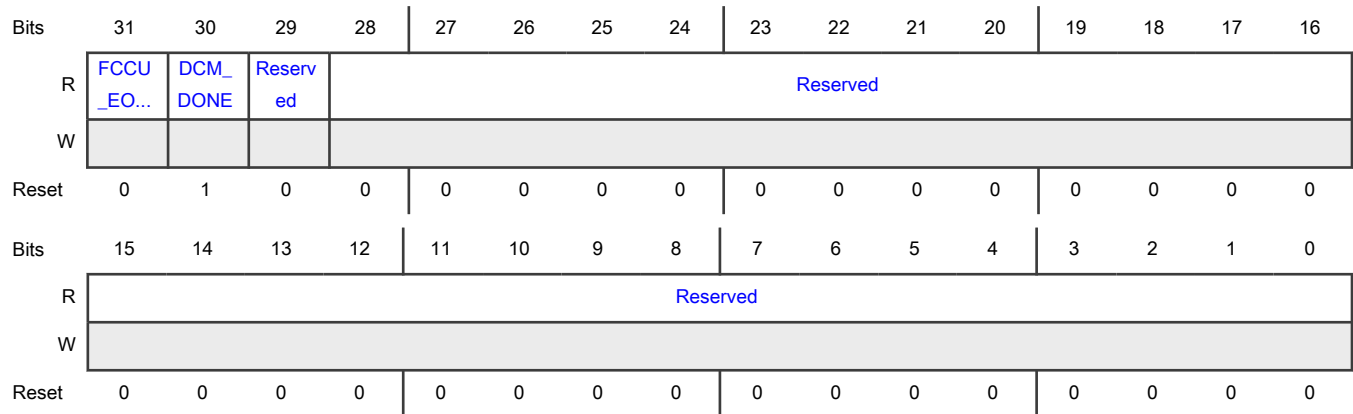 Bits 31 30 29 28 27 26 25 24 23 22 21 20 19 18 17 16
R FCCU DCM_ Reserv Reserved
_EO... DONE ed
W
Reset 0 1 0 0 0 0 0 0 0 0 0 0 0 0 0 0
Bits 15 14 13 12 11 10 9 8 7 6 5 4 3 2 1 0
R Reserved
W
Reset 0 0 0 0 0 0 0 0 0 0 0 0 0 0 0 0